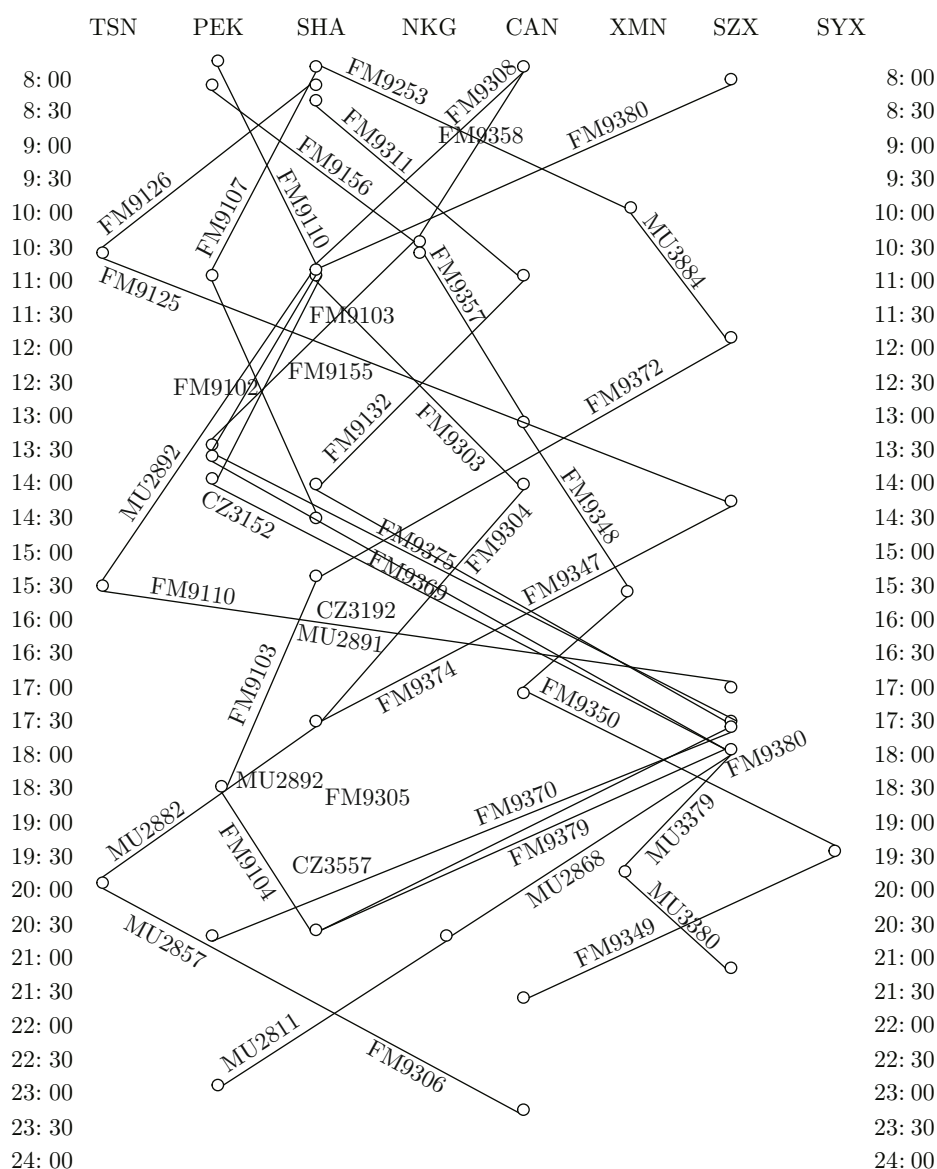 TSN PEK SHA NKG CAN XMN SZX SYX
8: 00 8: 00
8: 30 8: 30
9: 00 9: 00
9: 30 9: 30
10: 00 10: 00
10: 30 10: 30
11: 00 11: 00
11: 30 11: 30
12: 00 12: 00
12: 30 12: 30
13: 00 13: 00
13: 30 13: 30
14: 00 14: 00
14: 30 14: 30
15: 00 15: 00
15: 30 15: 30
16: 00 16: 00
16: 30 16: 30
17: 00 17: 00
17: 30 17: 30
18: 00 18: 00
18: 30 18: 30
19: 00 19: 00
19: 30 19: 30
20: 00 20: 00
20: 30 20: 30
21: 00 21: 00
21: 30 21: 30
22: 00 22: 00
22: 30 22: 30
23: 00 23: 00
23: 30 23: 30
24: 00 24: 00
FM9253
FM9308
FM9358
FM9380
FM9311
FM9156
FM9126
FM9107
FM9110
MU3884
FM9125
FM9357
FM9103
FM9155
FM9102
FM9372
FM9132
FM9303
MU2892
CZ3152
FM9348
FM9304
FM9375
FM9369
FM9347
FM9110
CZ3192
MU2891
FM9103
FM9374
FM9350
FM9380
MU2892
FM9305
FM9370
MU2882
FM9104
MU3379
FM9379
CZ3557
MU2868
MU3380
MU2857
FM9349
MU2811
FM9306